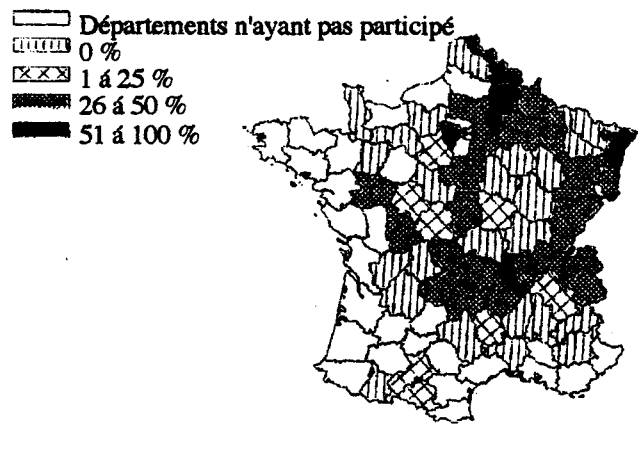 Départements n'ayant pas participé
0 %
1 á 25 %
26 á 50 %
51 á 100 %